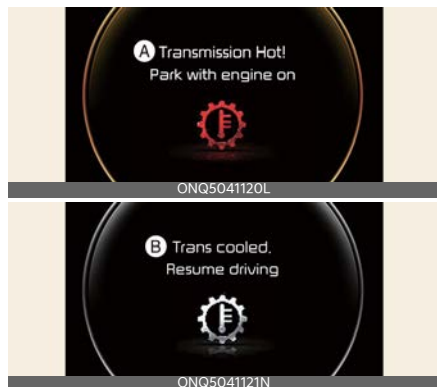 A Transmission Hot!
Park with engine on
ONQ5041120L
B Trans cooled.
Resume driving
ONQ5041121N